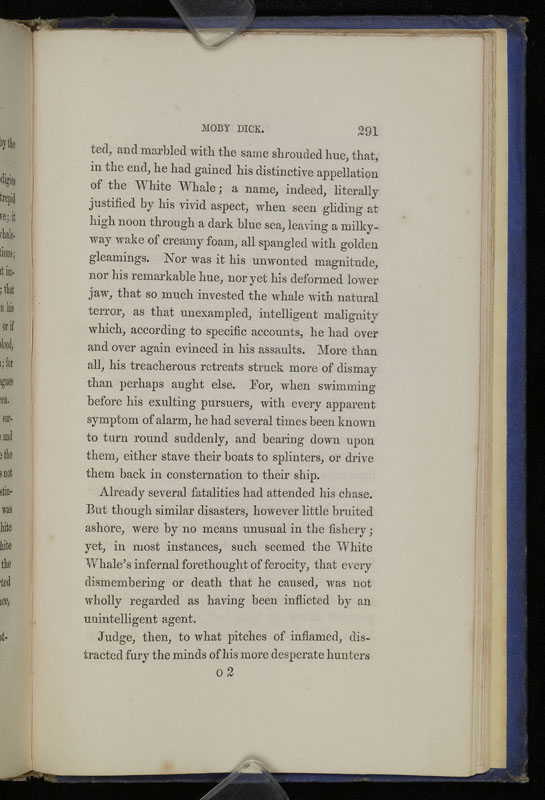 MOBY DICK. 291
ted, and marbled with the same shrouded hue, that,
in the end, he had gained his distinctive appellation
of the White Whale; a name, indeed, literally
justified by his vivid aspect, when seen gliding at
high noon through a dark blue sea, leaving a milky-
way wake of creamy foam, all spangled with golden
gleamings. Nor was it his unwonted magnitude,
nor his remarkable hue, nor yet his deformed lower
jaw, that so much invested the whale with natural
terror, as that unexampled, intelligent malignity
which, according to specific accounts, he had over
and over again evinced in his assaults. More than
all, his treacherous retreats struck more of dismay
than perhaps aught else. For, when swimming
before his exulting pursuers, with every apparent
symptom of alarm, he had several times been known
to turn round suddenly, and bearing down upon
them, either stave their boats to splinters, or drive
them back in consternation to their ship.
Already several fatalities had attended his chase.
But though similar disasters, however little bruited
ashore, were by no means unusual in the fishery;
yet, in most instances, such seemed the White
Whale's infernal forethought of ferocity, that every
dismembering or death that he caused, was not
wholly regarded as having been inflicted by an
unintelligent agent.
Judge, then, to what pitches of inflamed, dis-
tracted fury the minds of his more desperate hunters
O 2